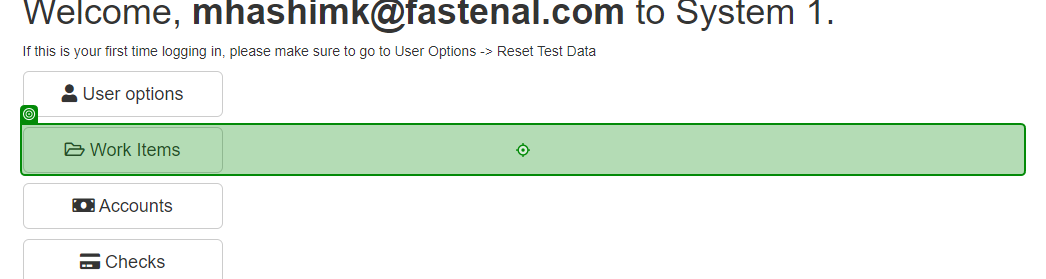 Welcome, mhashimk@fastenal.com to System 1.
If this is your first time logging in, please make sure to go to User Options -> Reset Test Data
User options
Work Items
Accounts
Checks